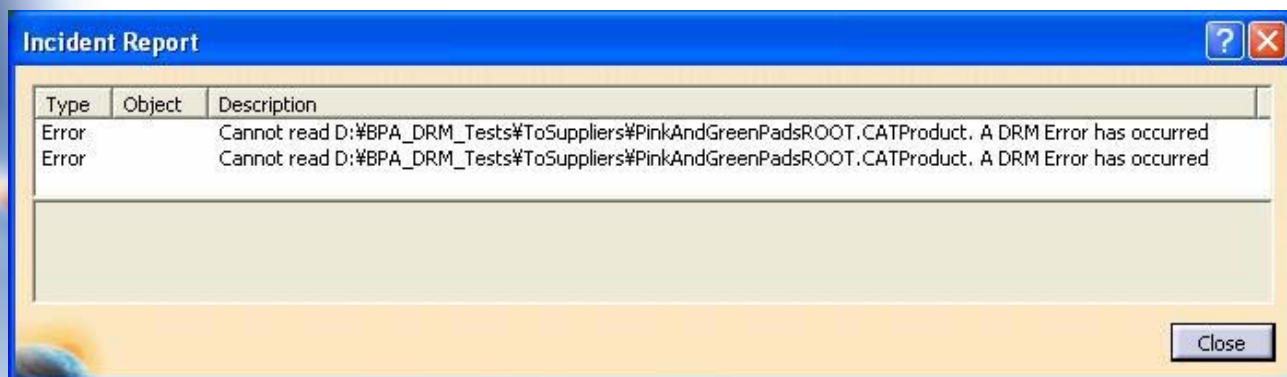 Incident Report
Type Object Description
Error Cannot read D:¥BPA_DRM_Tests¥ToSuppliers¥PinkAndGreenPadsROOT.CATProduct. A DRM Error has occurred
Error Cannot read D:¥BPA_DRM_Tests¥ToSuppliers¥PinkAndGreenPadsROOT.CATProduct. A DRM Error has occurred
Close